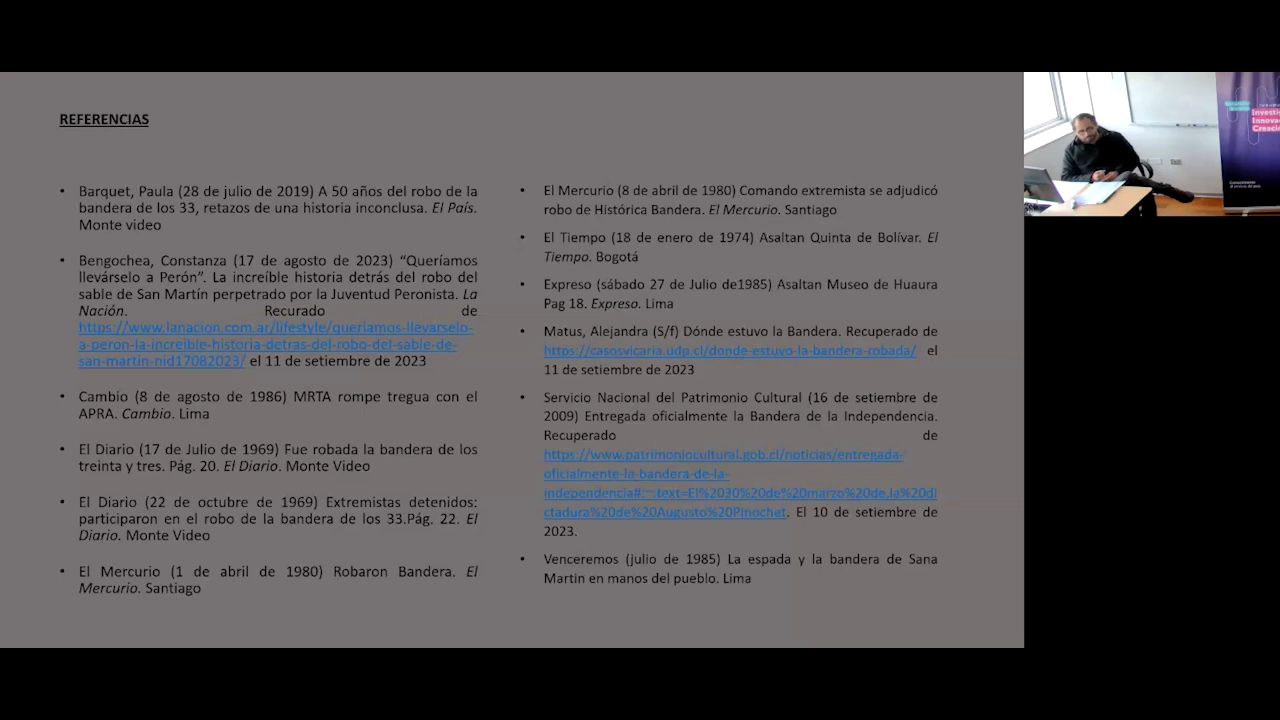 REFERENCIAS
• Barquet, Paula (28 de julio de 2019) A 50 años del robo de la
bandera de los 33, retazos de una historia inconclusa. El País.
Monte video
• Bengochea, Constanza (17 de agosto de 2023) “Queríamos
llevárselo a Perón”. La increíble historia detrás del robo del
sable de San Martín perpetrado por la Juventud Peronista. La
Nación. Recurado de
https://www.lanacion.com.ar/lifestyle/queriamos-llevarselo-
a-peron-la-increible-historia-detras-del-robo-del-sable-de-
san-martin-nid17082023/ el 11 de setiembre de 2023
• Cambio (8 de agosto de 1986) MRTA rompe tregua con el
APRA. Cambio. Lima
• El Diario (17 de Julio de 1969) Fue robada la bandera de los
treinta y tres. Pág. 20. El Diario. Monte Video
• El Diario (22 de octubre de 1969) Extremistas detenidos:
participaron en el robo de la bandera de los 33.Pág. 22. El
Diario. Monte Video
• El Mercurio (1 de abril de 1980) Robaron Bandera. El
Mercurio. Santiago
• El Mercurio (8 de abril de 1980) Comando extremista se adjudicó
robo de Histórica Bandera. El Mercurio. Santiago
• El Tiempo (18 de enero de 1974) Asaltan Quinta de Bolívar. El
Tiempo. Bogotá
• Expreso (sábado 27 de Julio de1985) Asaltan Museo de Huaura
Pag 18. Expreso. Lima
• Matus, Alejandra (S/f) Dónde estuvo la Bandera. Recuperado de
https://casosvicaria.udp.cl/donde-estuvo-la-bandera-robada/ el
11 de setiembre de 2023
• Servicio Nacional del Patrimonio Cultural (16 de setiembre de
2009) Entregada oficialmente la Bandera de la Independencia.
Recuperado de
https://www.patrimoniocultural.gob.cl/noticias/entregada-
oficialmente-la-bandera-de-la-
independencia#:~:text=El%2030%20de%20marzo%20de,la%20di
ctadura%20de%20Augusto%20Pinochet. El 10 de setiembre de
2023.
• Venceremos (julio de 1985) La espada y la bandera de Sana
Martin en manos del pueblo. Lima